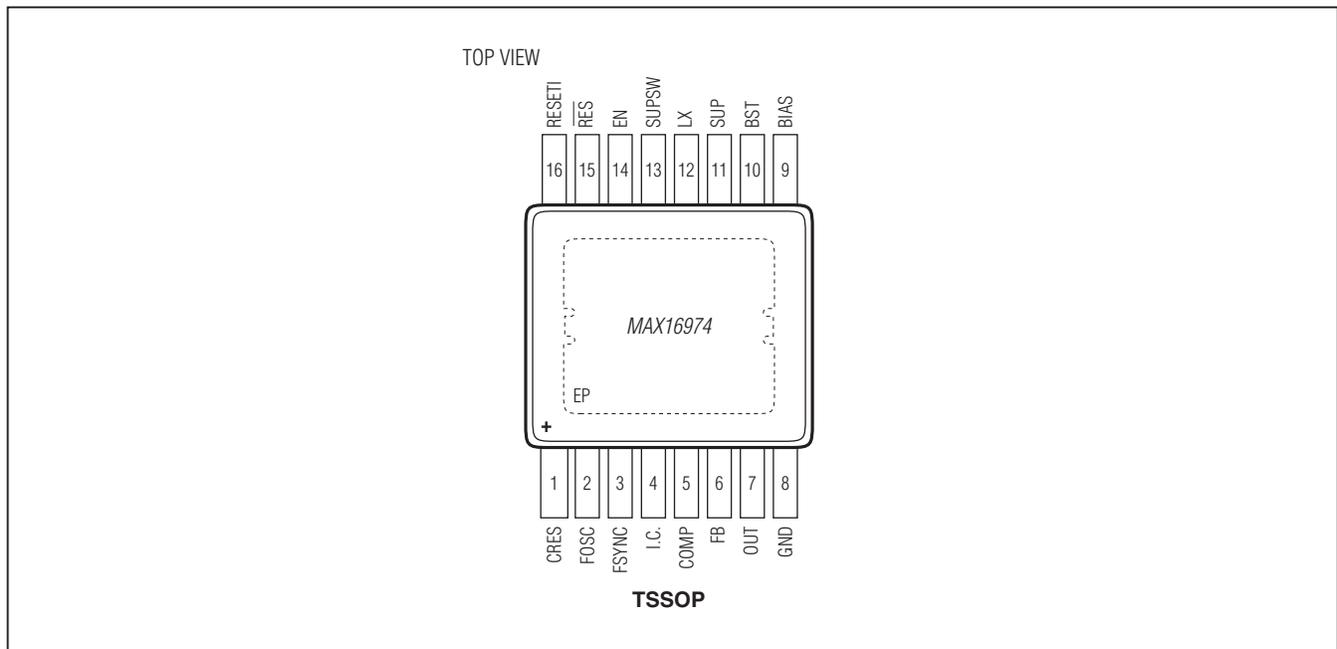 TOP VIEW
RESETI
RES
EN
SUPSW
LX
SUP
BST
BIAS
16 15 14 13 12 11 10 9
MAX16974
EP
+
1 2 3 4 5 6 7 8
CRES
FOSC
FSYNC
I.C.
COMP
FB
OUT
GND
TSSOP